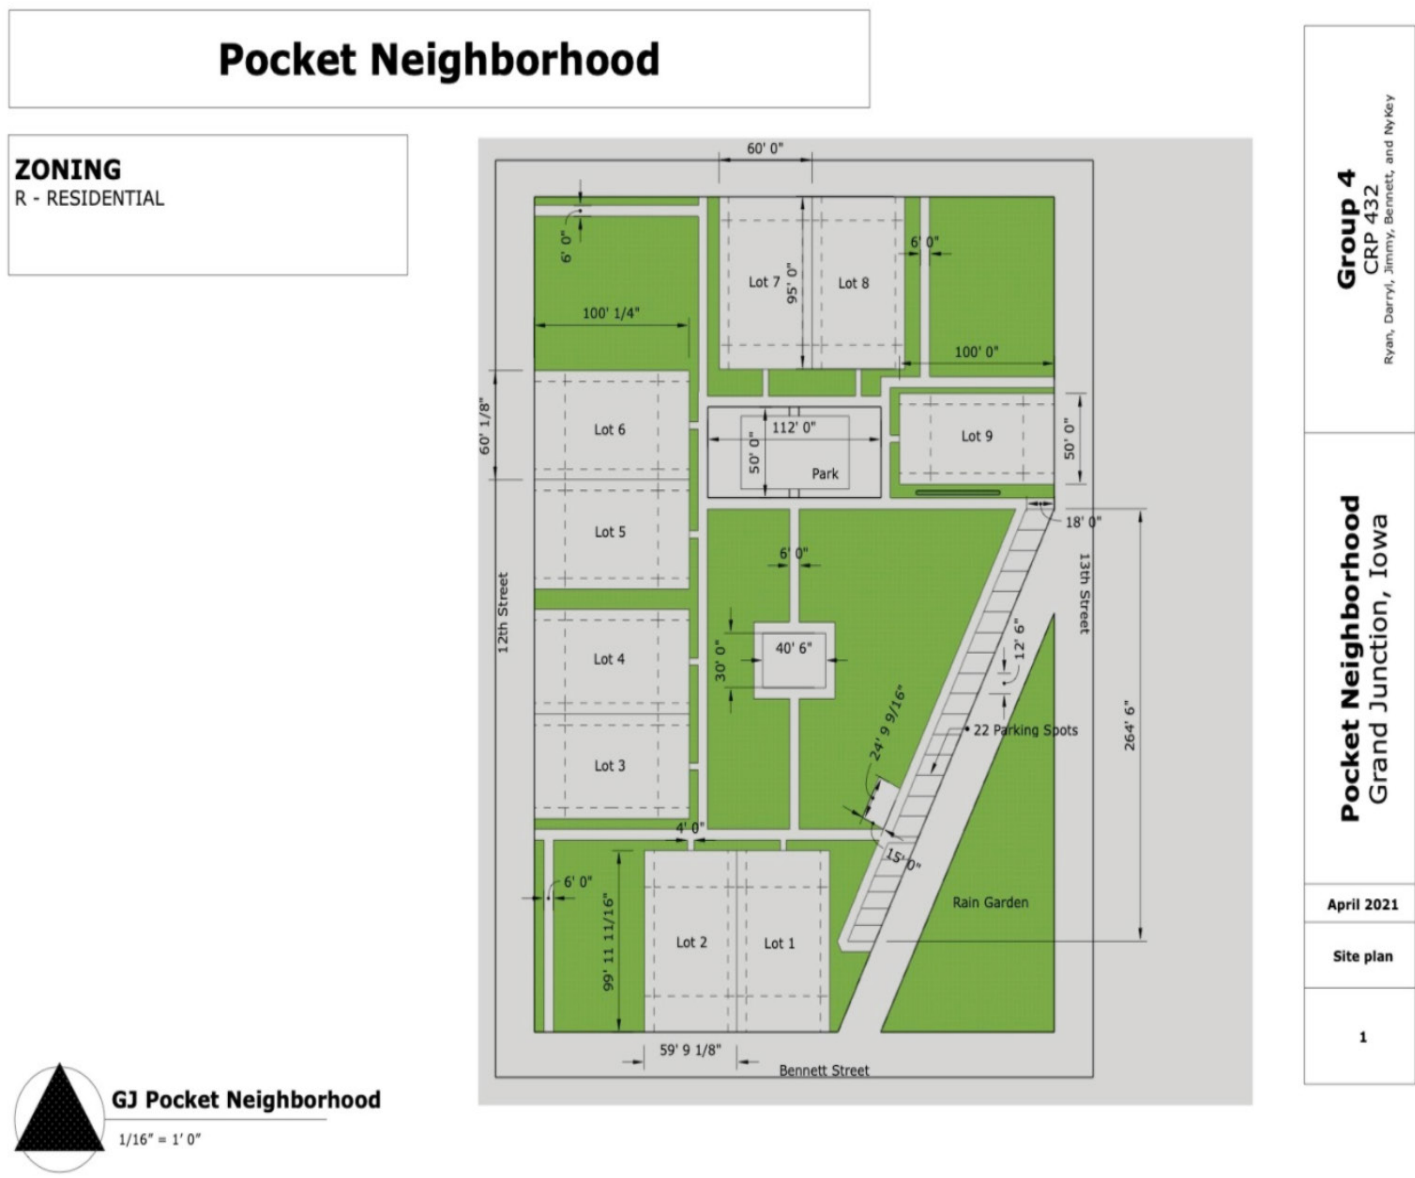 Pocket Neighborhood
ZONING
R - RESIDENTIAL
60' 0"
6' 0"
6' 0"
Lot 7
95' 0"
Lot 8
100' 1/4"
100' 0"
60' 1/8"
Lot 6
112' 0"
50' 0"
Park
Lot 9
50' 0"
18' 0"
Lot 5
6' 0"
12th Street
13th Street
Lot 4
30' 0"
40' 6"
12' 6"
24' 9 9/16"
22 Parking Spots
264' 6"
Lot 3
4' 0"
15' 0"
6' 0"
99' 11 11/16"
Lot 2
Lot 1
Rain Garden
59' 9 1/8"
Bennett Street
GJ Pocket Neighborhood
1/16" = 1' 0"
Group 4
CRP 432
Ryan, Darryl, Jimmy, Bennett, and NyKey
Pocket Neighborhood
Grand Junction, Iowa
April 2021
Site plan
1